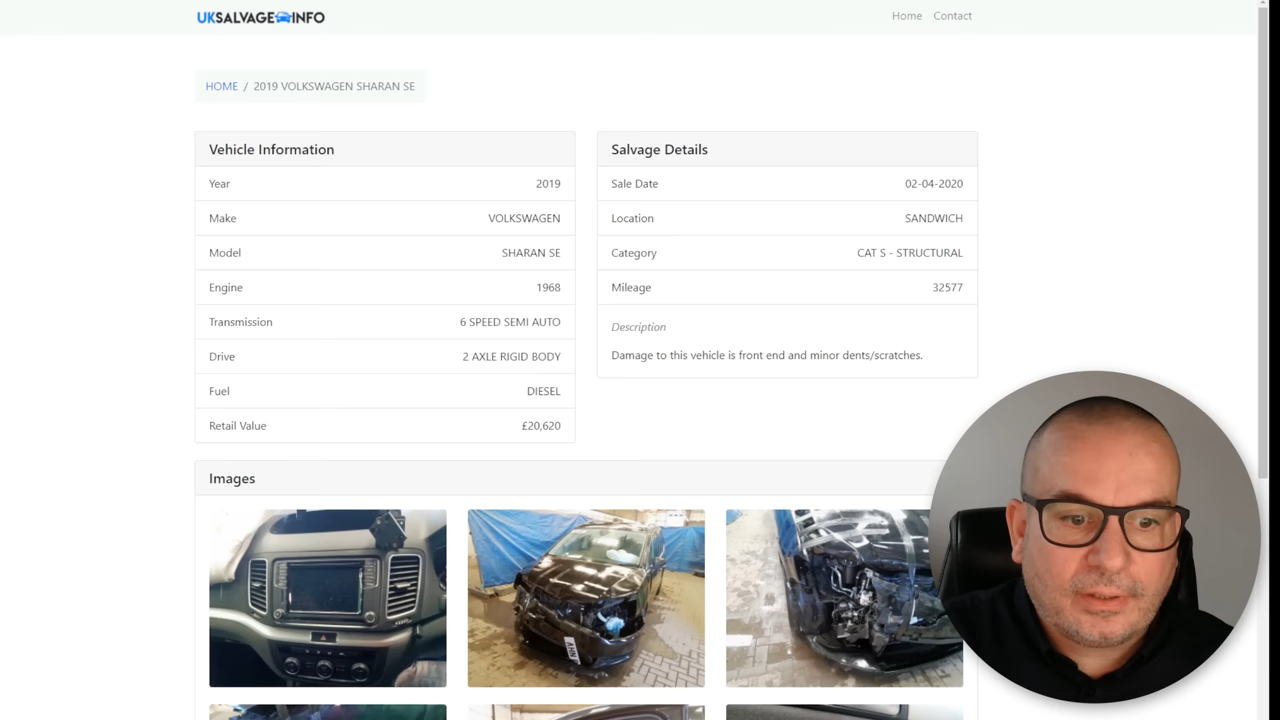 UKSALVAGE INFO
Home Contact
HOME / 2019 VOLKSWAGEN SHARAN SE
Vehicle Information
Year 2019
Make VOLKSWAGEN
Model SHARAN SE
Engine 1968
Transmission 6 SPEED SEMI AUTO
Drive 2 AXLE RIGID BODY
Fuel DIESEL
Retail Value £20,620
Salvage Details
Sale Date 02-04-2020
Location SANDWICH
Category CAT S - STRUCTURAL
Mileage 32577
Description
Damage to this vehicle is front end and minor dents/scratches.
Images